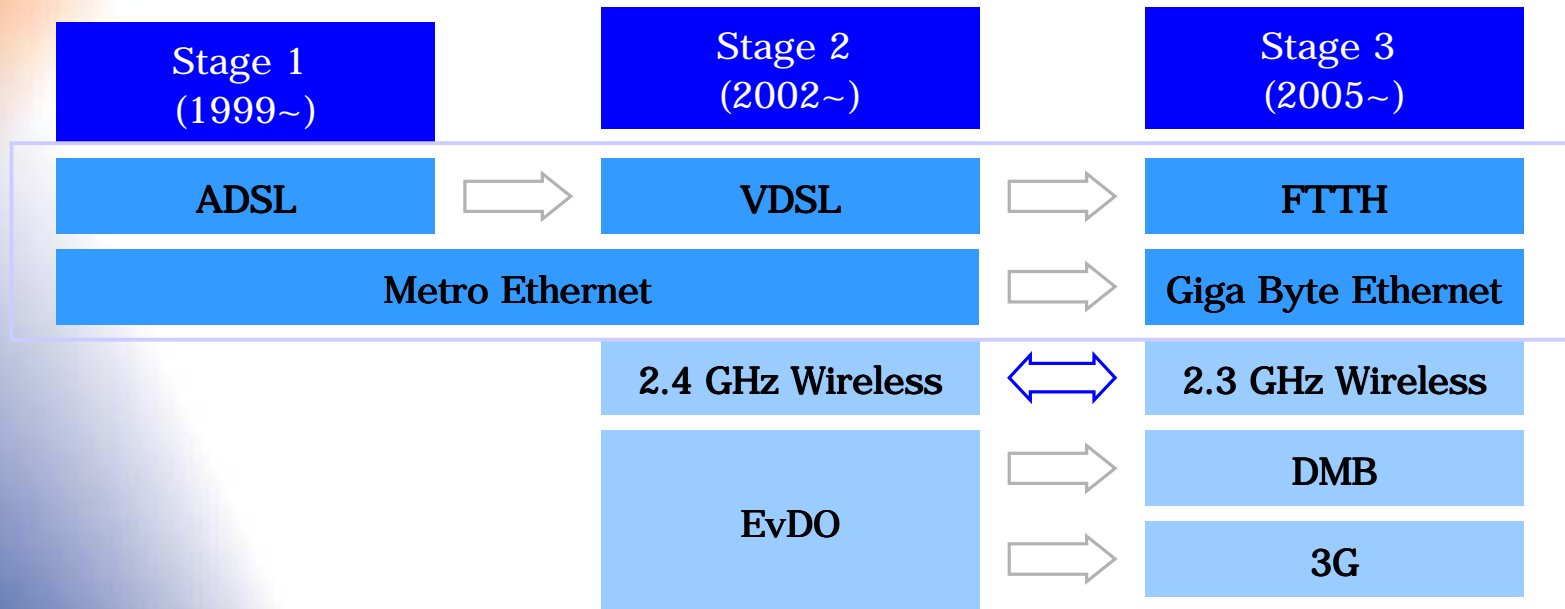 Stage 1
(1999~)
Stage 2
(2002~)
Stage 3
(2005~)
ADSL
VDSL
FTTH
Metro Ethernet
Giga Byte Ethernet
2.4 GHz Wireless
2.3 GHz Wireless
EvDO
DMB
3G